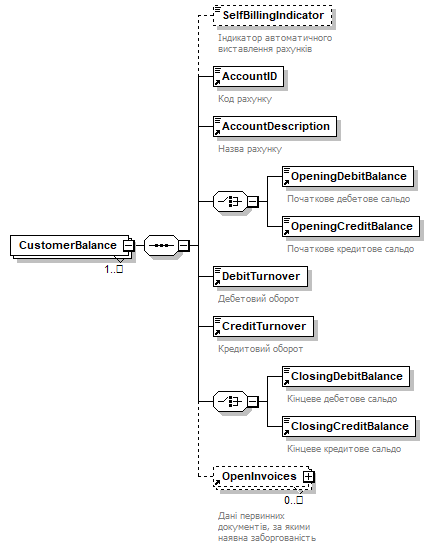 SelfBillingIndicator
Індикатор автоматичного
виставлення рахунків
AccountID
Код рахунку
AccountDescription
Назва рахунку
OpeningDebitBalance
Початкове дебетове сальдо
OpeningCreditBalance
Початкове кредитове сальдо
CustomerBalance
1..□
DebitTurnover
Дебетовий оборот
CreditTurnover
Кредитовий оборот
ClosingDebitBalance
Кінцеве дебетове сальдо
ClosingCreditBalance
Кінцеве кредитове сальдо
OpenInvoices
0..□
Дані первинних
документів, за якими
наявна заборгованість